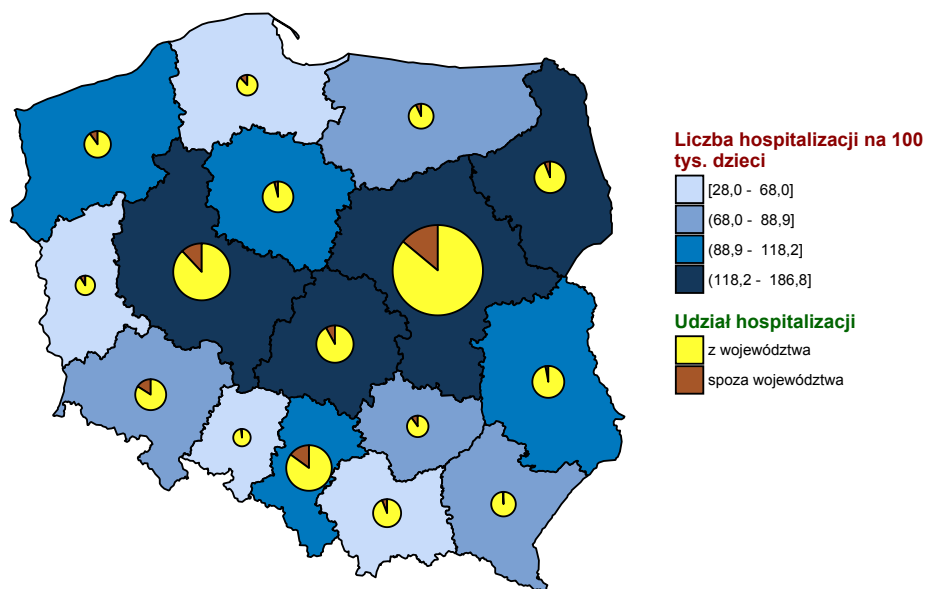 Liczba hospitalizacji na 100
tys. dzieci
[28,0 - 68,0]
(68,0 - 88,9]
(88,9 - 118,2]
(118,2 - 186,8]
Udział hospitalizacji
z województwa
spoza województwa